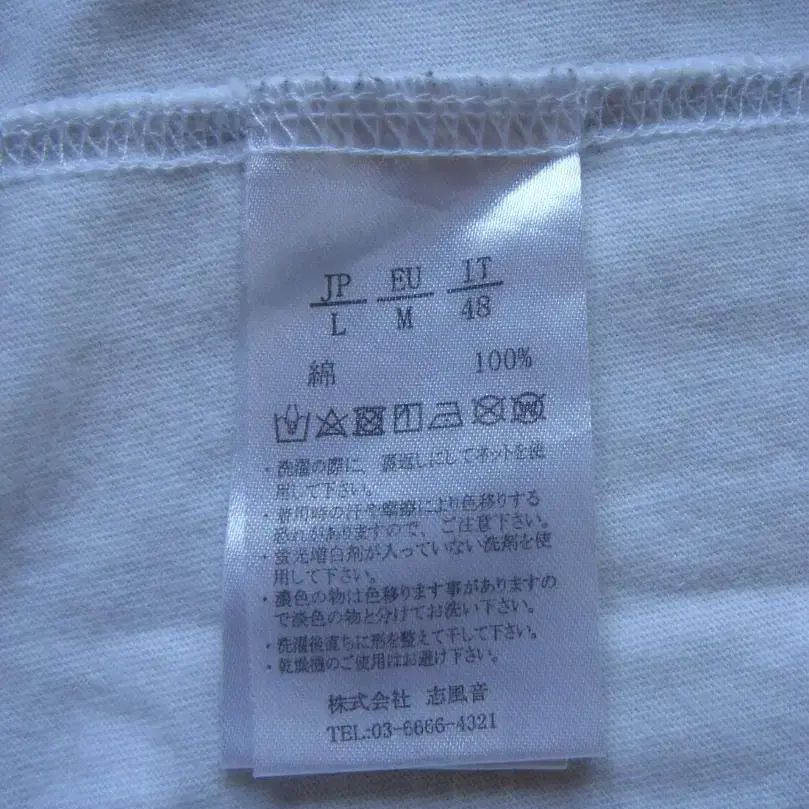 JP EU IT
L M 48
綿 100%
・洗濯の際に、裏返しにしてネットを使
用して下さい。
・着用時の汗や摩擦により色移りする
恐れがありますので、ご注意下さい。
・蛍光増白剤が入っていない洗剤を使
用して下さい。
・濃色の物は色移ります事がありますの
で淡色の物と分けてお洗い下さい。
・洗濯後直ちに形を整えて干して下さい。
・乾燥機のご使用はお避け下さい。
株式会社 志風音
TEL:03-6666-4321